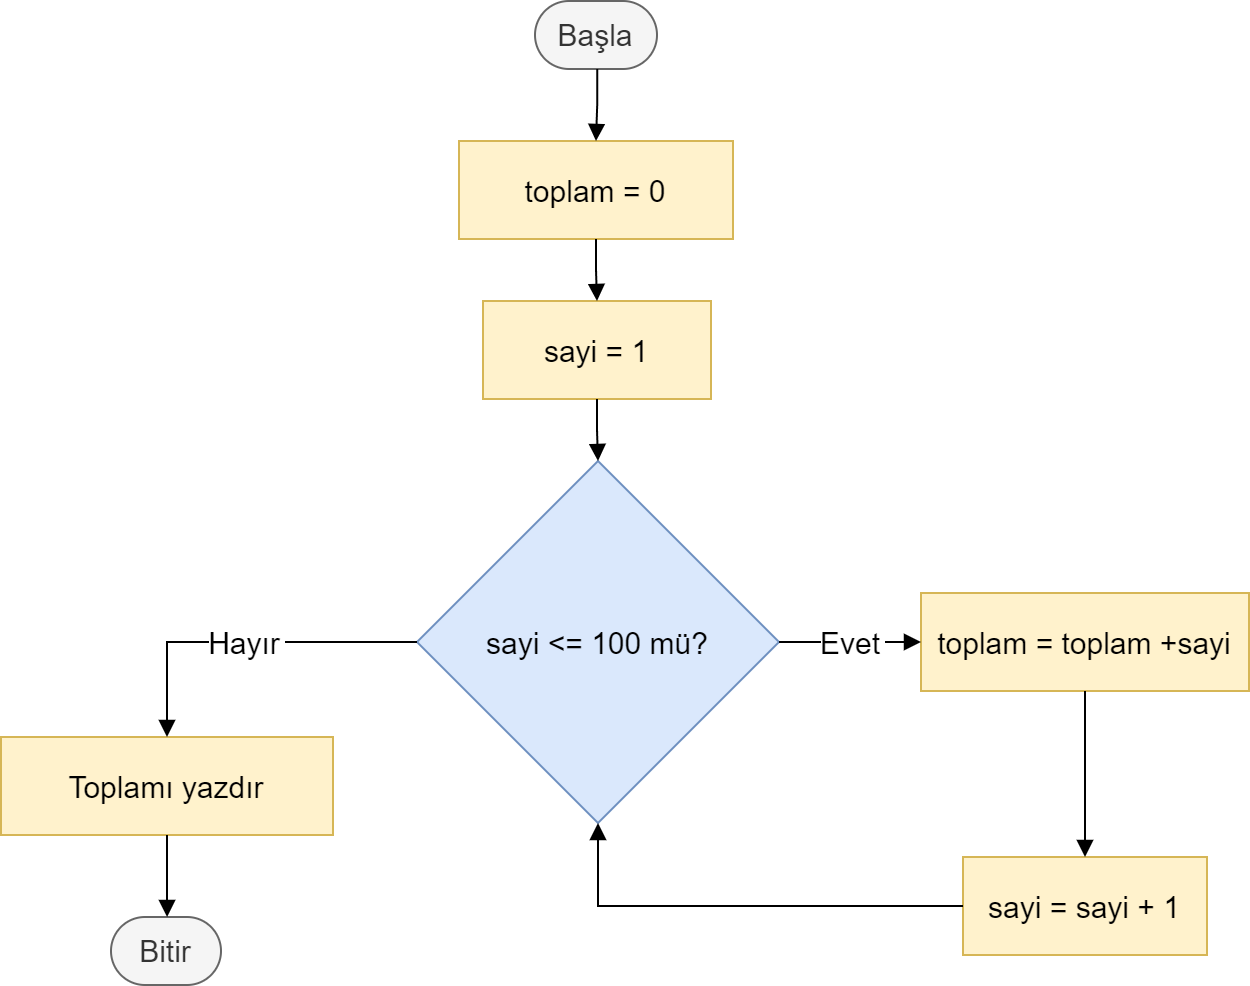 Başla
toplam = 0
sayi = 1
sayi <= 100 mü?
Hayır
Evet
toplam = toplam +sayi
Toplamı yazdır
sayi = sayi + 1
Bitir